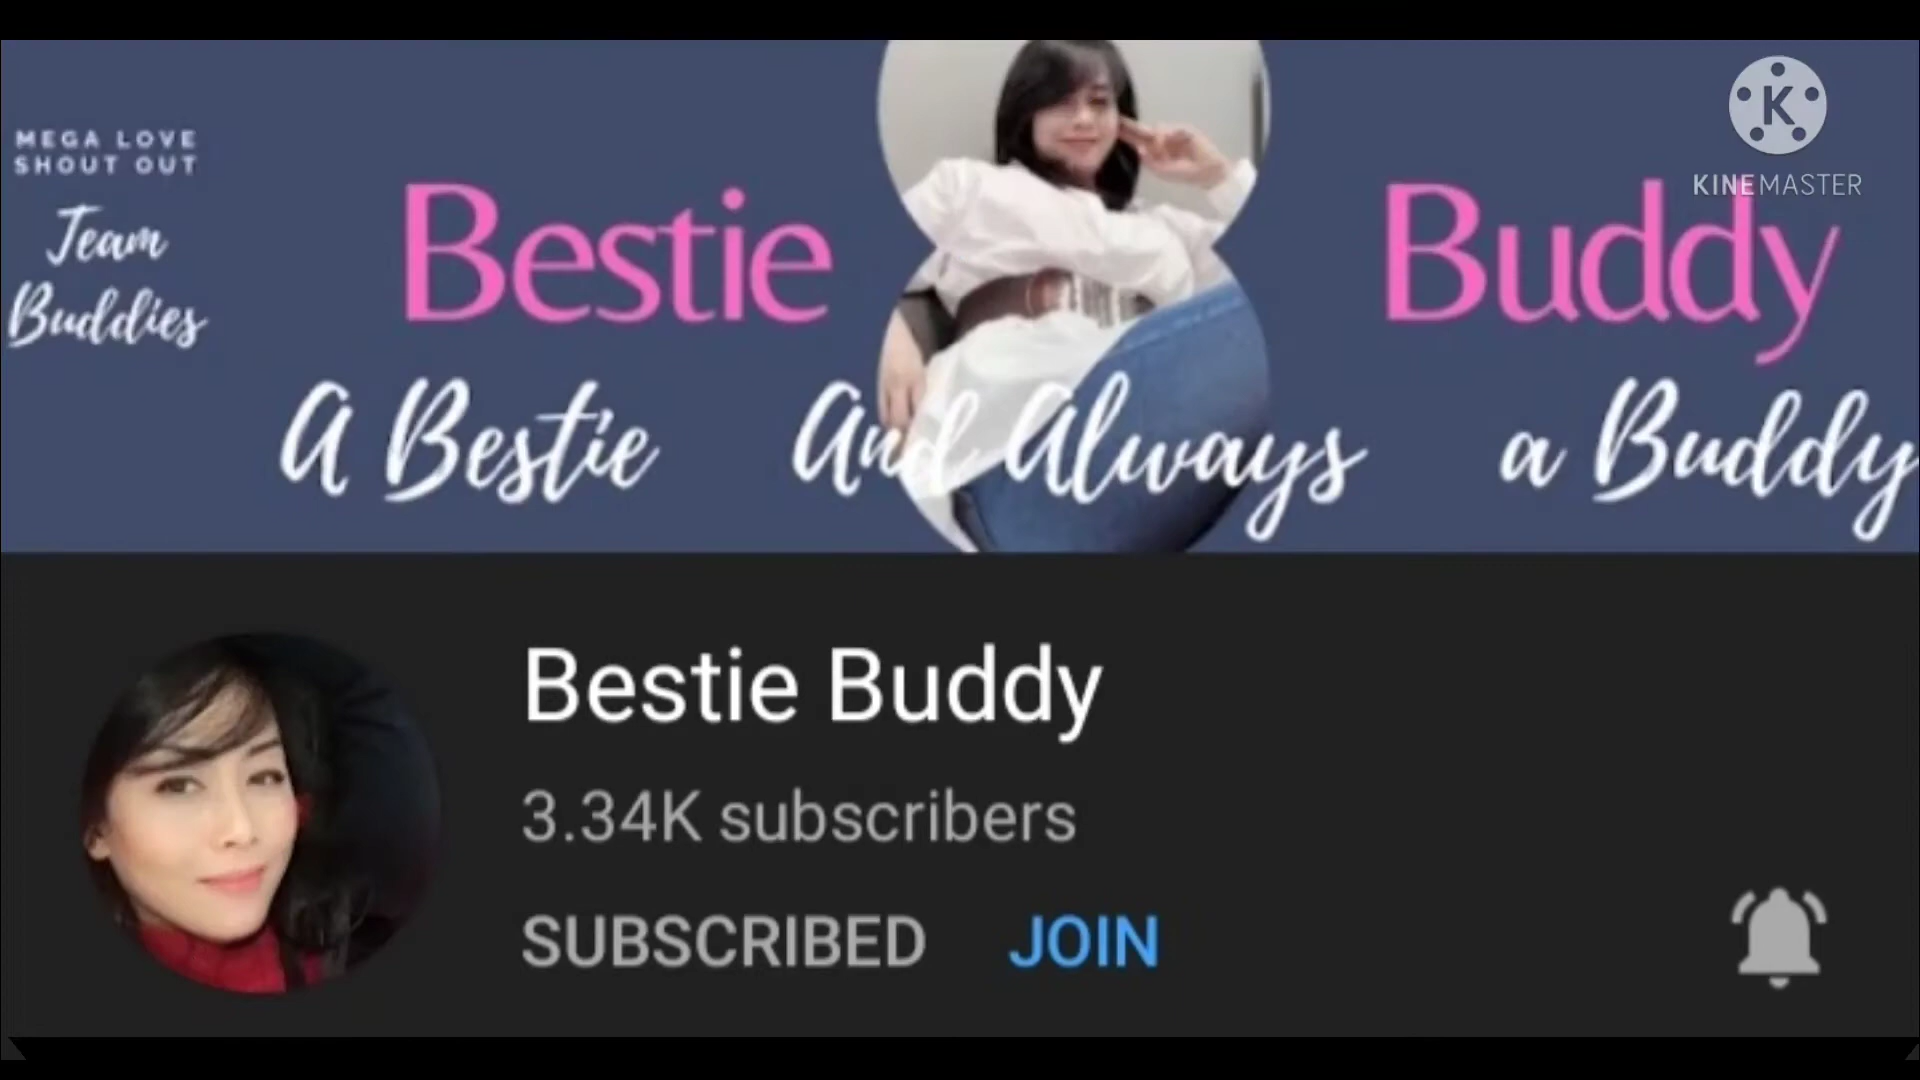 MEGA LOVE
SHOUT OUT
Team
Buddies
Bestie Buddy
A Bestie And Always a Buddy
K
KINEMASTER
Bestie Buddy
3.34K subscribers
SUBSCRIBED JOIN